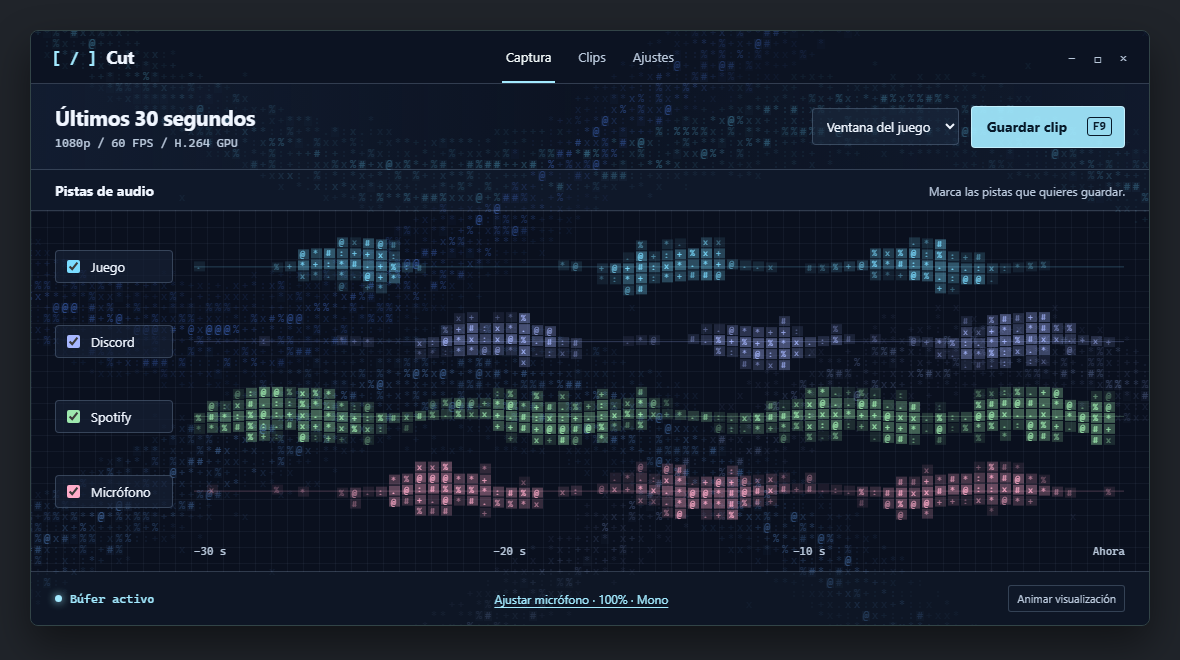 [ / ] Cut
Captura Clips Ajustes
Últimos 30 segundos
1080p / 60 FPS / H.264 GPU
Ventana del juego
Guardar clip F9
Pistas de audio
Marca las pistas que quieres guardar.
Juego
Discord
Spotify
Micrófono
−30 s −20 s −10 s Ahora
Búfer activo
Ajustar micrófono · 100% · Mono
Animar visualización